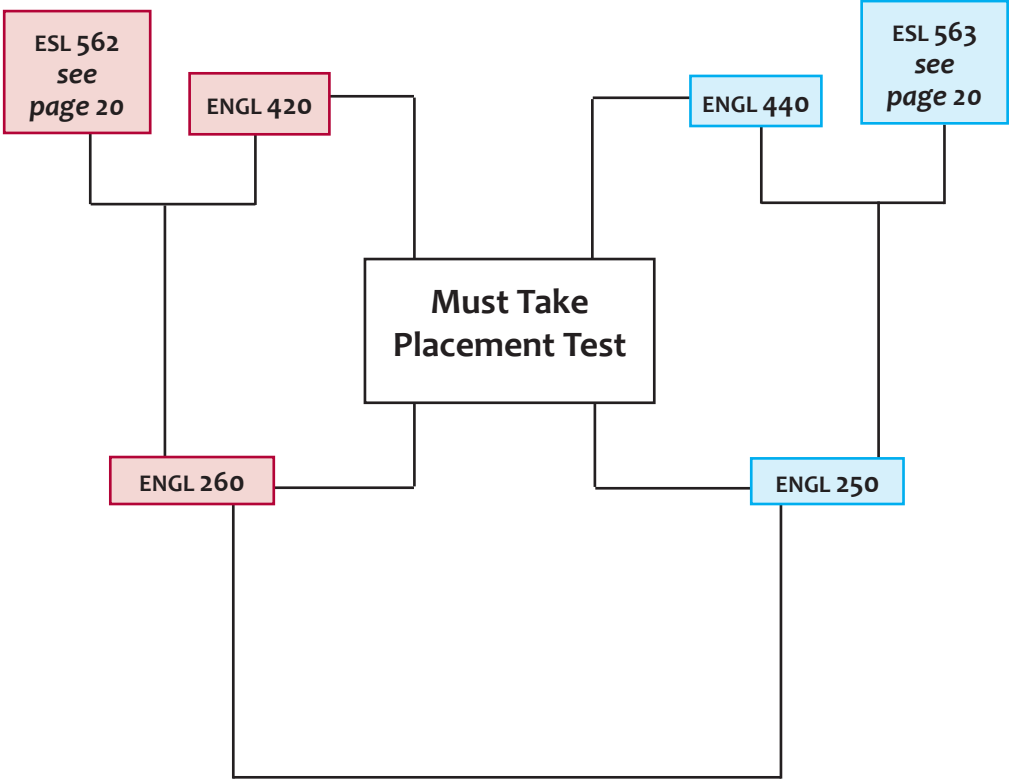 ESL 562
see
page 20
ENGL 420
ENGL 440
ESL 563
see
page 20
Must Take
Placement Test
ENGL 260
ENGL 250